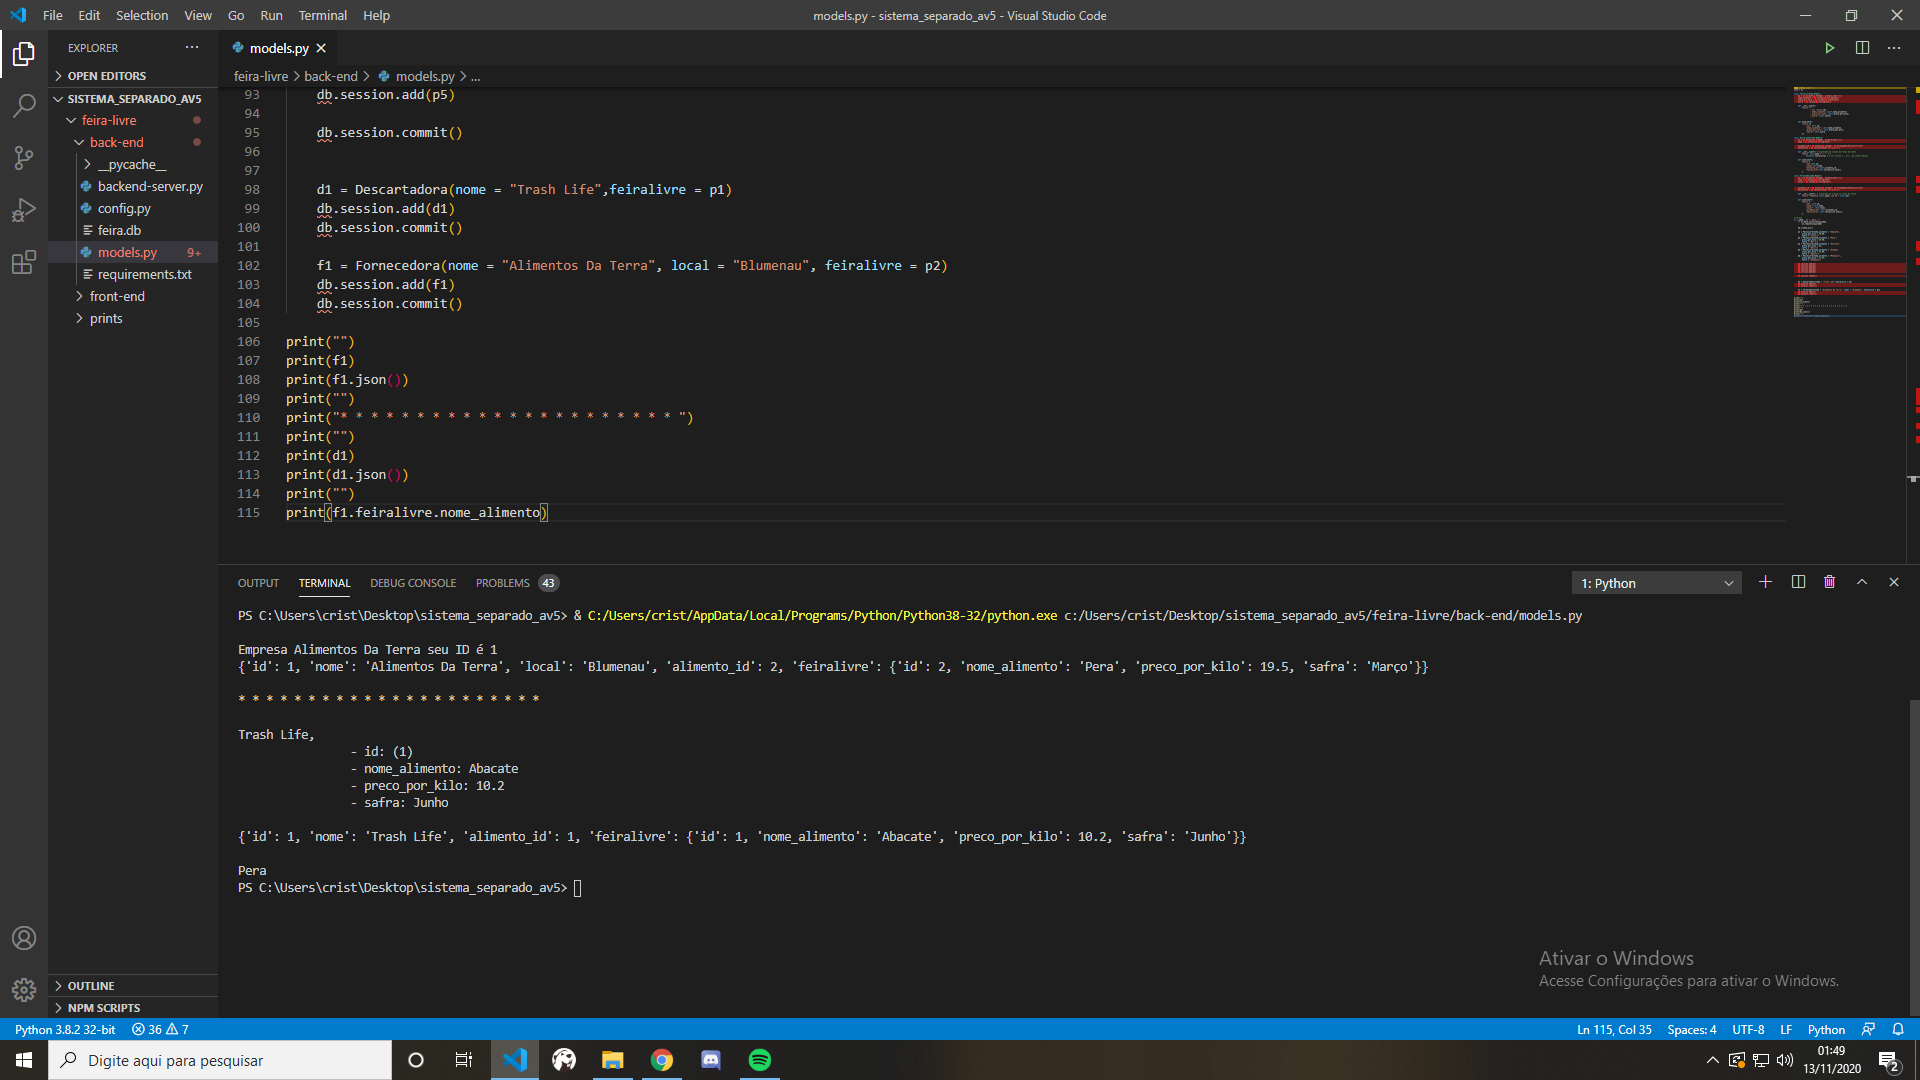 File Edit Selection View Go Run Terminal Help
models.py - sistema_separado_av5 - Visual Studio Code
EXPLORER
OPEN EDITORS
SISTEMA_SEPARADO_AV5
feira-livre
back-end
__pycache__
backend-server.py
config.py
feira.db
models.py 9+
requirements.txt
front-end
prints
OUTLINE
NPM SCRIPTS
models.py
feira-livre > back-end > models.py > ...
93 db.session.add(p5)
94
95 db.session.commit()
96
97
98 d1 = Descartadora(nome = "Trash Life",feiralivre = p1)
99 db.session.add(d1)
100 db.session.commit()
101
102 f1 = Fornecedora(nome = "Alimentos Da Terra", local = "Blumenau", feiralivre = p2)
103 db.session.add(f1)
104 db.session.commit()
105
106 print("")
107 print(f1)
108 print(f1.json())
109 print("")
110 print("* * * * * * * * * * * * * * * * * * * * * * ")
111 print("")
112 print(d1)
113 print(d1.json())
114 print("")
115 print(f1.feiralivre.nome_alimento)
OUTPUT TERMINAL DEBUG CONSOLE PROBLEMS 43
1: Python
PS C:\Users\crist\Desktop\sistema_separado_av5> & C:/Users/crist/AppData/Local/Programs/Python/Python38-32/python.exe c:/Users/crist/Desktop/sistema_separado_av5/feira-livre/back-end/models.py
Empresa Alimentos Da Terra seu ID é 1
{'id': 1, 'nome': 'Alimentos Da Terra', 'local': 'Blumenau', 'alimento_id': 2, 'feiralivre': {'id': 2, 'nome_alimento': 'Pera', 'preco_por_kilo': 19.5, 'safra': 'Março'}}
* * * * * * * * * * * * * * * * * * * * * *
Trash Life,
- id: (1)
- nome_alimento: Abacate
- preco_por_kilo: 10.2
- safra: Junho
{'id': 1, 'nome': 'Trash Life', 'alimento_id': 1, 'feiralivre': {'id': 1, 'nome_alimento': 'Abacate', 'preco_por_kilo': 10.2, 'safra': 'Junho'}}
Pera
PS C:\Users\crist\Desktop\sistema_separado_av5>
Ativar o Windows
Acesse Configurações para ativar o Windows.
Python 3.8.2 32-bit 36 7
Ln 115, Col 35 Spaces: 4 UTF-8 LF Python
Digite aqui para pesquisar
01:49
13/11/2020
2